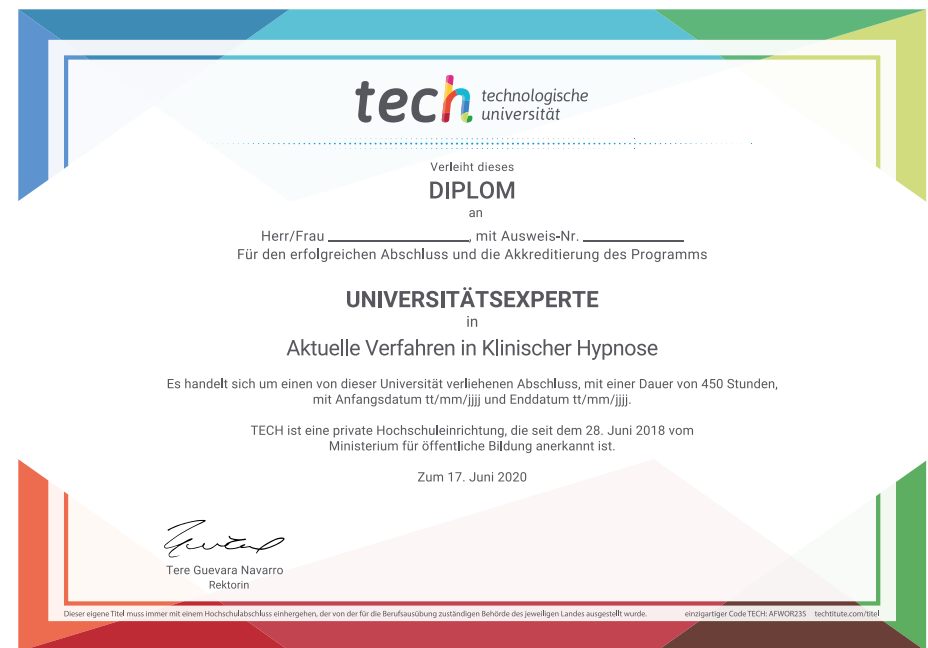 tech technologische
universität
Verleiht dieses
DIPLOM
an
Herr/Frau ____________________, mit Ausweis-Nr. ______________
Für den erfolgreichen Abschluss und die Akkreditierung des Programms
UNIVERSITÄTSEXPERTE
in
Aktuelle Verfahren in Klinischer Hypnose
Es handelt sich um einen von dieser Universität verliehenen Abschluss, mit einer Dauer von 450 Stunden,
mit Anfangsdatum tt/mm/jjjj und Enddatum tt/mm/jjjj.
TECH ist eine private Hochschuleinrichtung, die seit dem 28. Juni 2018 vom
Ministerium für öffentliche Bildung anerkannt ist.
Zum 17. Juni 2020
Tere Guevara Navarro
Rektorin
Dieser eigene Titel muss immer mit einem Hochschulabschluss einhergehen, der von der für die Berufsausübung zuständigen Behörde des jeweiligen Landes ausgestellt wurde. einzigartiger Code TECH: AFWOR23S techtitute.com/titel